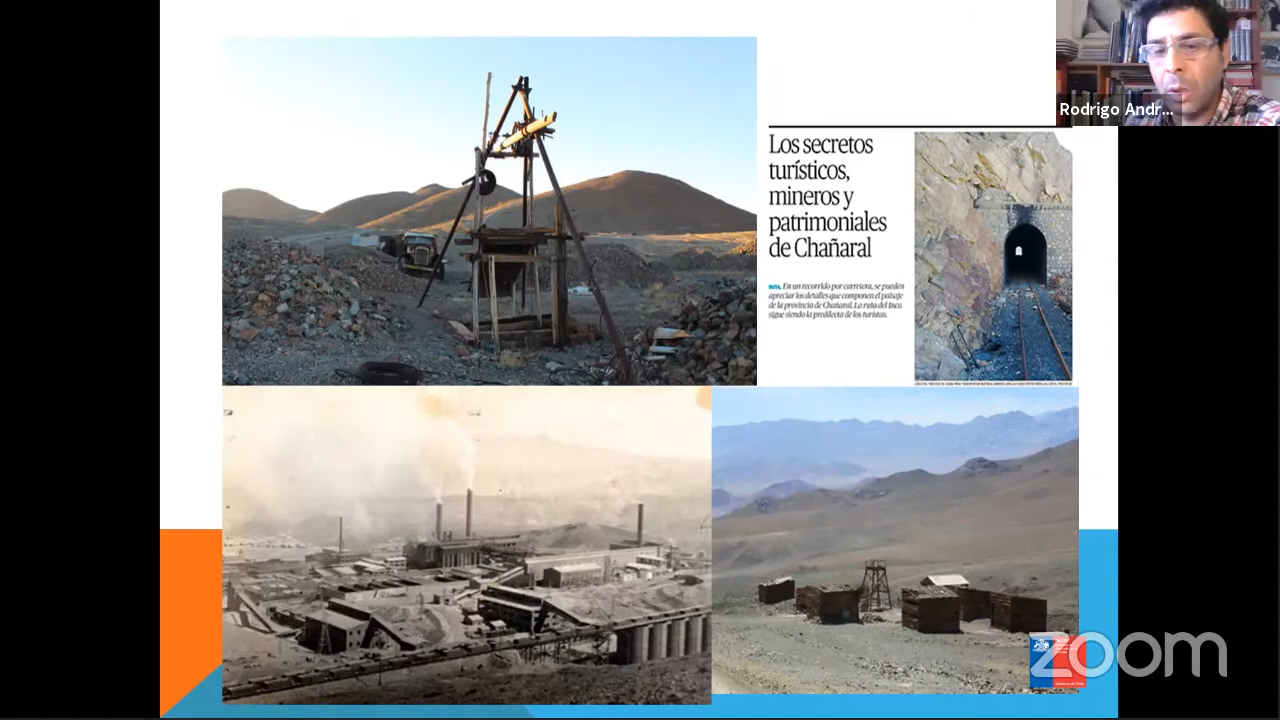 Rodrigo Andr...
Los secretos
turísticos,
mineros y
patrimoniales
de Chañaral
RUTA. En un recorrido por carretera, se pueden
apreciar los detalles que componen el paisaje
de la provincia de Chañaral. La ruta del Inca
sigue siendo la predilecta de los turistas.
zoom